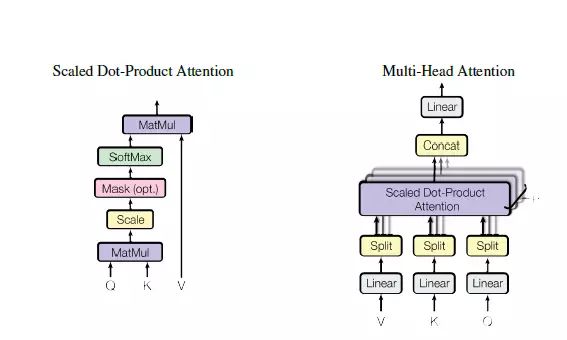 Scaled Dot-Product Attention
MatMul
SoftMax
Mask (opt.)
Scale
MatMul
Q K V
Multi-Head Attention
Linear
Concat
Scaled Dot-Product
Attention
Split Split Split
Linear Linear Linear
V K Q